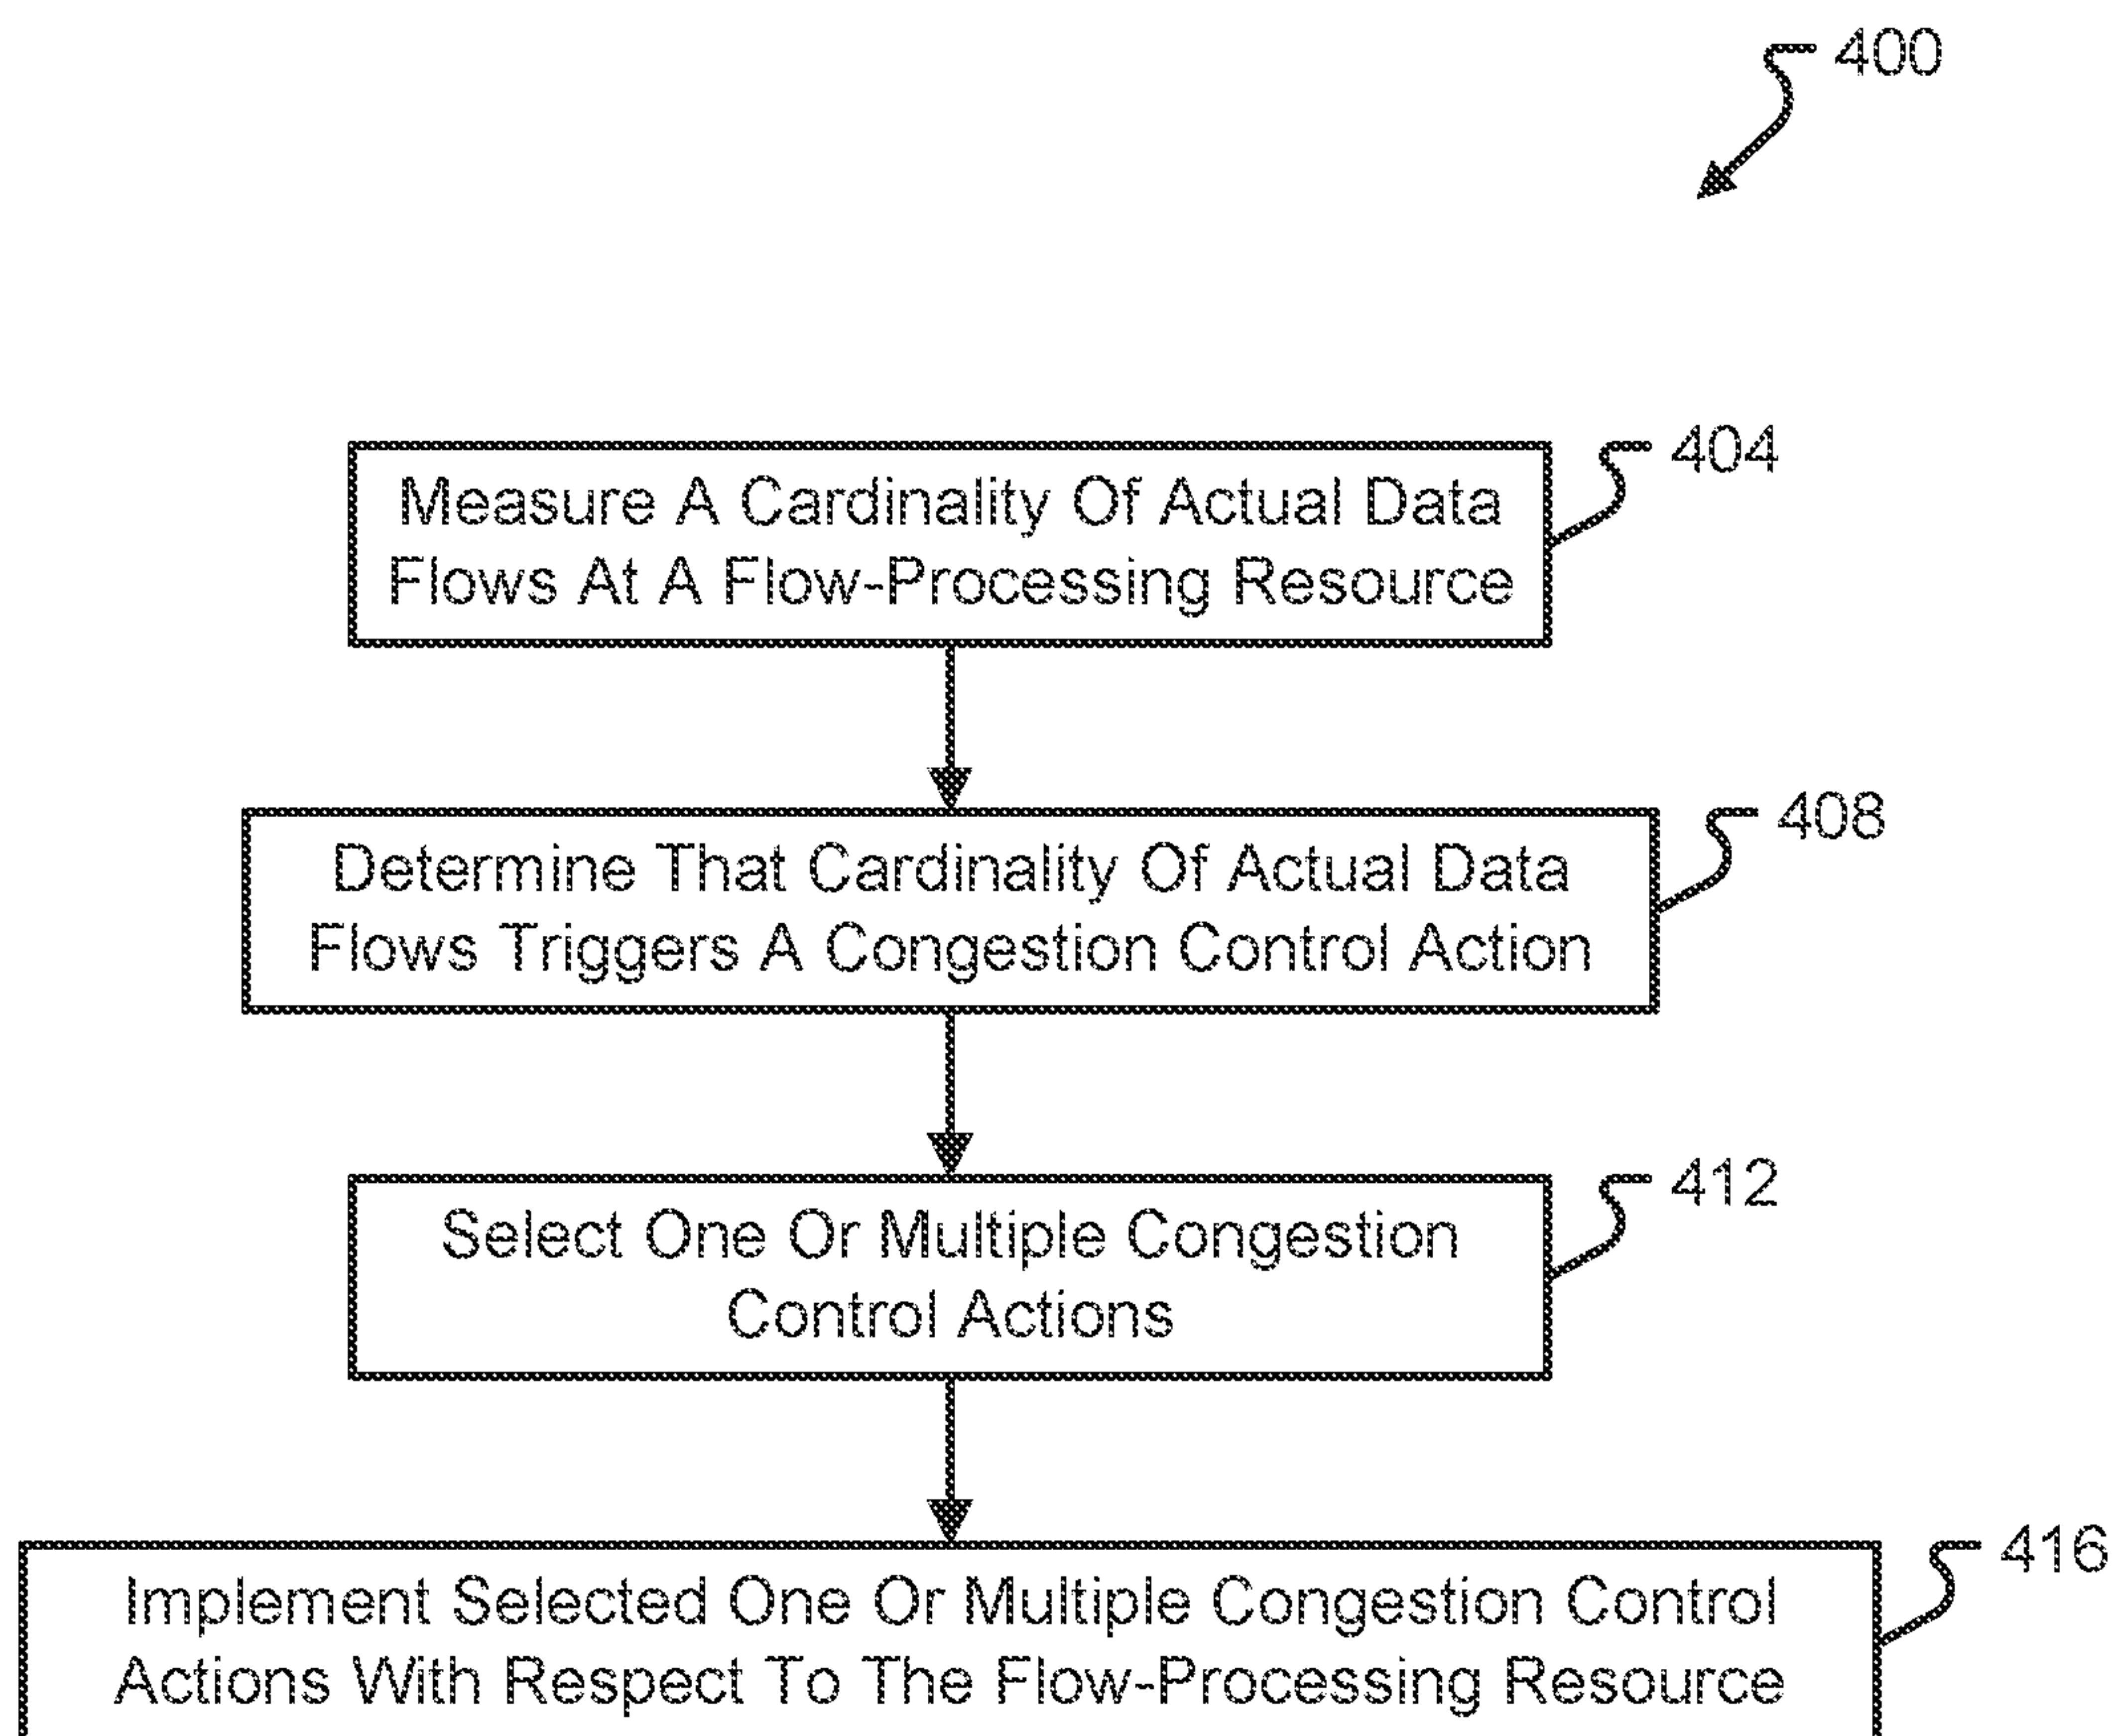 400
404
Measure A Cardinality Of Actual Data
Flows At A Flow-Processing Resource
408
Determine That Cardinality Of Actual Data
Flows Triggers A Congestion Control Action
412
Select One Or Multiple Congestion
Control Actions
416
Implement Selected One Or Multiple Congestion Control
Actions With Respect To The Flow-Processing Resource